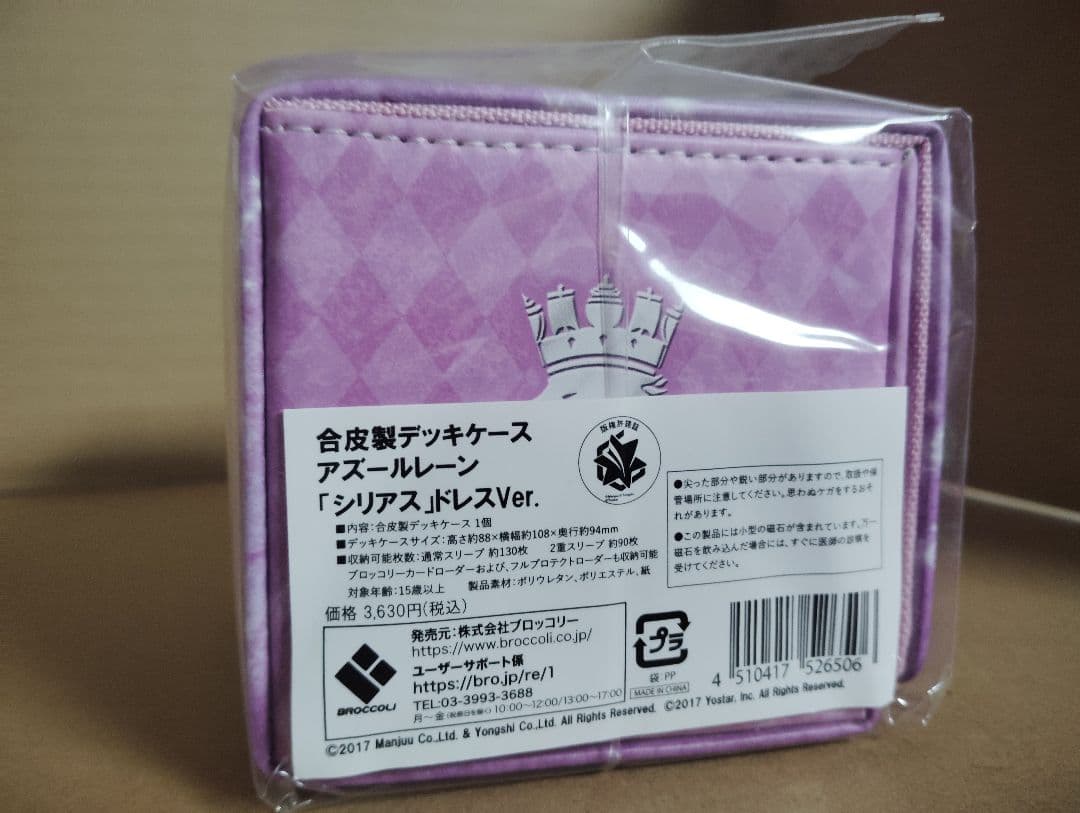 合皮製デッキケース
アズールレーン
「シリアス」ドレスVer.
■内容:合皮製デッキケース 1個
■デッキケースサイズ:高さ約88×横幅約108×奥行約94mm
■収納可能枚数:通常スリーブ 約130枚 2重スリーブ 約90枚
ブロッコリーカードローダーおよび、フルプロテクトローダーも収納可能
対象年齢:15歳以上 製品素材:ポリウレタン、ポリエステル、紙
価格 3,630円(税込)
版権許諾証
●尖った部分や鋭い部分がありますので、取扱や保
管場所に注意してください。思わぬケガをするおそ
れがあります。
●この製品には小型の磁石が含まれています。万一
磁石を飲み込んだ場合には、すぐに医師の診察を
受けてください。
BROCCOLI
発売元:株式会社ブロッコリー
https://www.broccoli.co.jp/
ユーザーサポート係
https://bro.jp/re/1
TEL:03-3993-3688
月～金(祝祭日を除く)10:00~12:00/13:00~17:00
プラ
袋 PP
MADE IN CHINA
4 510417 526506
©2017 Manjuu Co.,Ltd. & Yongshi Co.,Ltd. All Rights Reserved. ©2017 Yostar, Inc. All Rights Reserved.